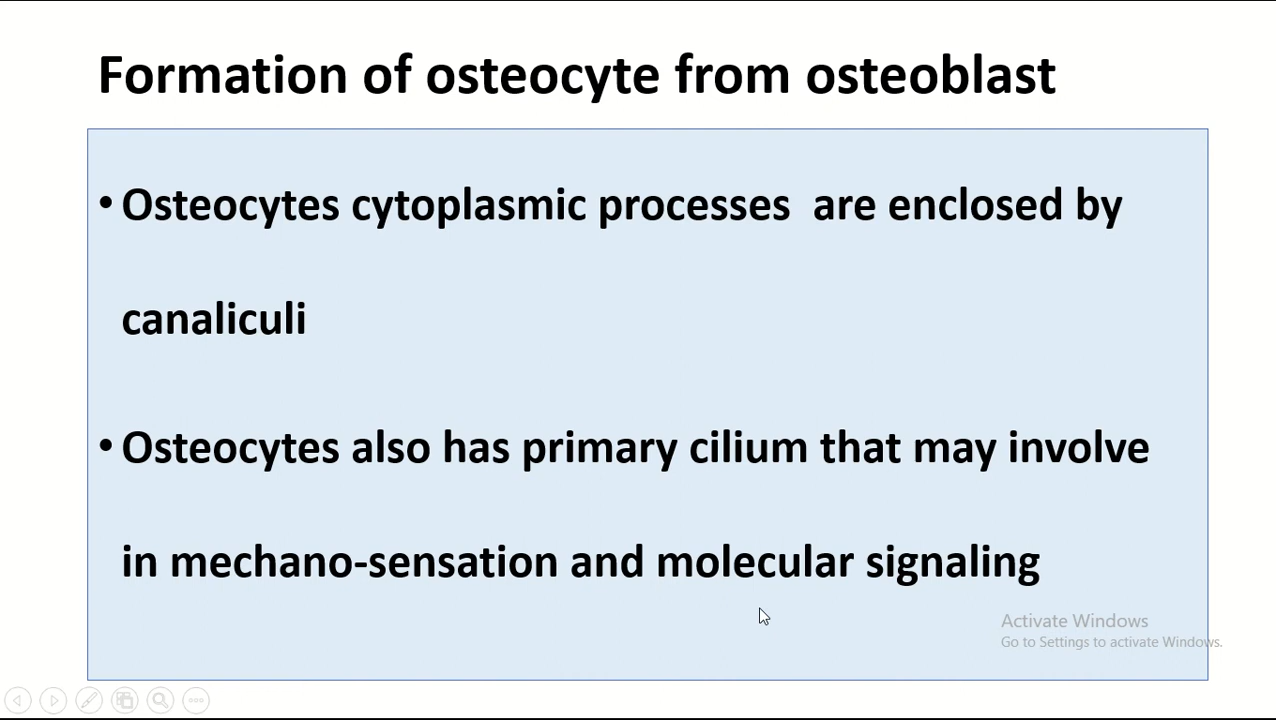 Formation of osteocyte from osteoblast
• Osteocytes cytoplasmic processes  are enclosed by
canaliculi
• Osteocytes also has primary cilium that may involve
in mechano-sensation and molecular signaling
Activate Windows
Go to Settings to activate Windows.